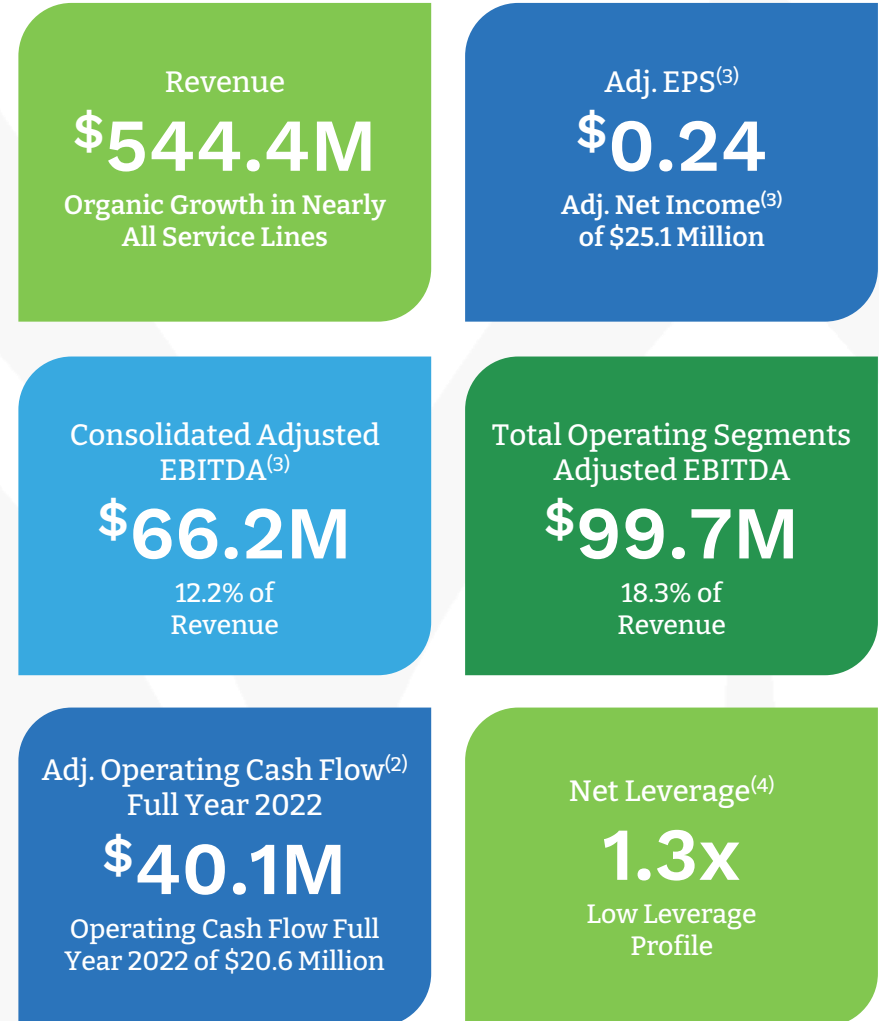 Revenue
$544.4M
Organic Growth in Nearly
All Service Lines
Adj. EPS(3)
$0.24
Adj. Net Income(3)
of $25.1 Million
Consolidated Adjusted
EBITDA(3)
$66.2M
12.2% of
Revenue
Total Operating Segments
Adjusted EBITDA
$99.7M
18.3% of
Revenue
Adj. Operating Cash Flow(2)
Full Year 2022
$40.1M
Operating Cash Flow Full
Year 2022 of $20.6 Million
Net Leverage(4)
1.3x
Low Leverage
Profile